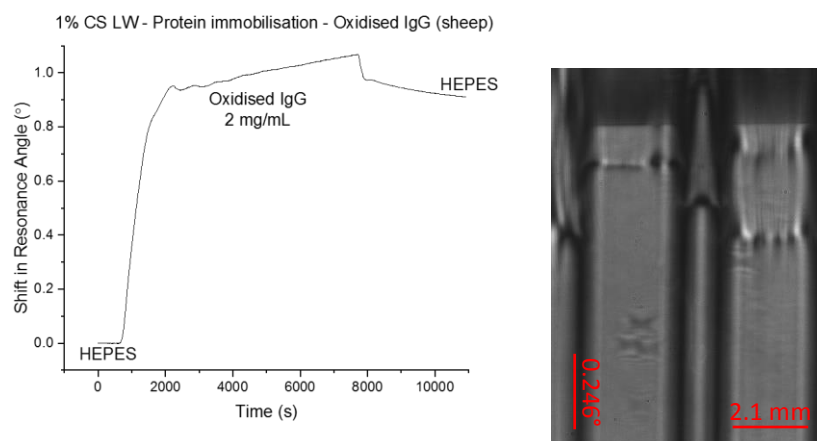 1% CS LW - Protein immobilisation - Oxidised IgG (sheep)
Shift in Resonance Angle (°)
1.0
0.8
0.6
0.4
0.2
0.0
Oxidised IgG
2 mg/mL
HEPES
HEPES
0
2000
4000
6000
8000
10000
Time (s)
0.246°
2.1 mm